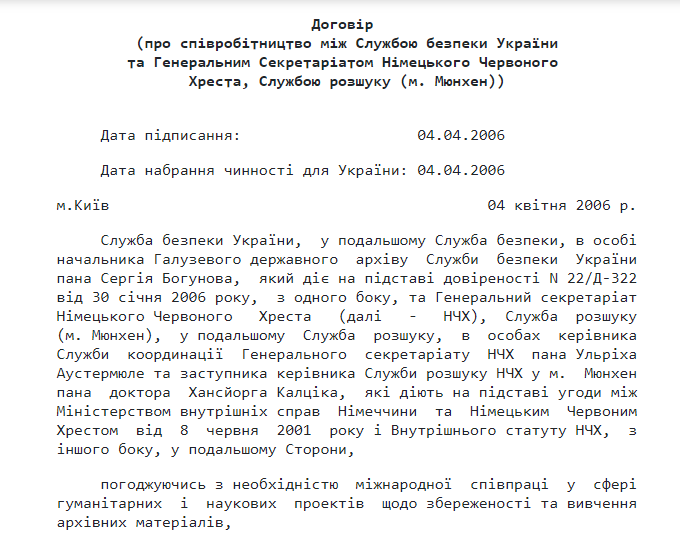 Договір
(про співробітництво між Службою безпеки України
та Генеральним Секретаріатом Німецького Червоного
Хреста, Службою розшуку (м. Мюнхен))
Дата підписання: 04.04.2006
Дата набрання чинності для України: 04.04.2006
м.Київ 04 квітня 2006 р.
Служба безпеки України, у подальшому Служба безпеки, в особі
начальника Галузевого державного архіву Служби безпеки України
пана Сергія Богунова, який діє на підставі довіреності N 22/Д-322
від 30 січня 2006 року, з одного боку, та Генеральний секретаріат
Німецького Червоного Хреста (далі - НЧХ), Служба розшуку
(м. Мюнхен), у подальшому Служба розшуку, в особах керівника
Служби координації Генерального секретаріату НЧХ пана Ульріха
Аустермюле та заступника керівника Служби розшуку НЧХ у м. Мюнхен
пана доктора Хансйорга Калціка, які діють на підставі угоди між
Міністерством внутрішніх справ Німеччини та Німецьким Червоним
Хрестом від 8 червня 2001 року і Внутрішнього статуту НЧХ, з
іншого боку, у подальшому Сторони,
погоджуючись з необхідністю міжнародної співпраці у сфері
гуманітарних і наукових проектів щодо збереженості та вивчення
архівних матеріалів,